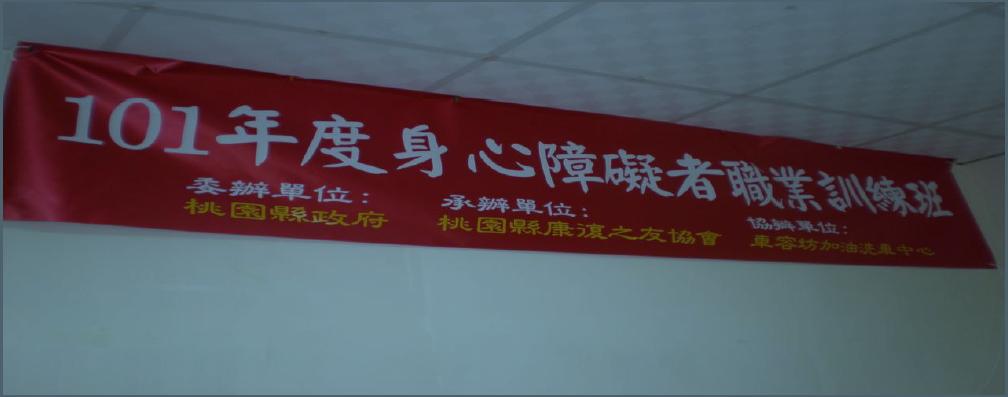 101年度身心障礙者職業訓練班
委辦單位：
桃園縣政府
承辦單位：
桃園縣康復之友協會
協辦單位：
車容坊加油洗車中心